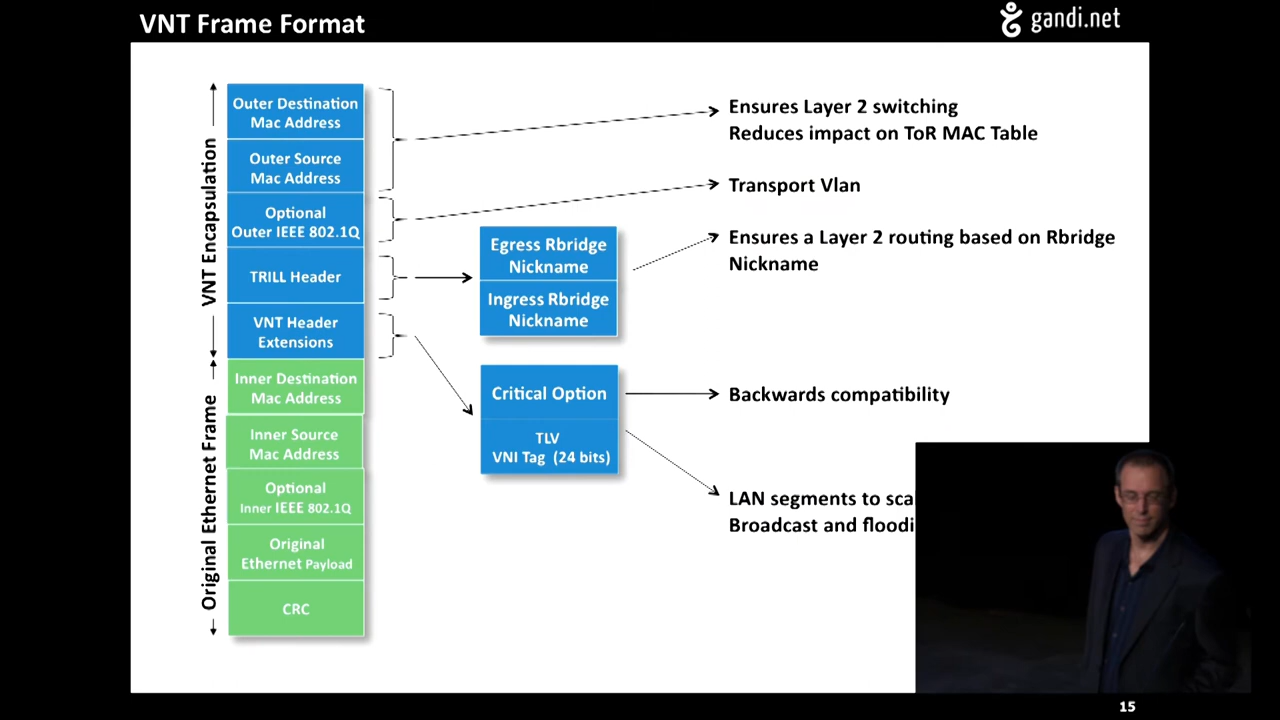 VNT Frame Format
gandi.net
VNT Encapsulation
Original Ethernet Frame
Outer Destination
Mac Address
Outer Source
Mac Address
Optional
Outer IEEE 802.1Q
TRILL Header
VNT Header
Extensions
Inner Destination
Mac Address
Inner Source
Mac Address
Optional
Inner IEEE 802.1Q
Original
Ethernet Payload
CRC
Egress Rbridge
Nickname
Ingress Rbridge
Nickname
Critical Option
TLV
VNI Tag (24 bits)
Ensures Layer 2 switching
Reduces impact on ToR MAC Table
Transport Vlan
Ensures a Layer 2 routing based on Rbridge
Nickname
Backwards compatibility
LAN segments to
Broadcast and
15